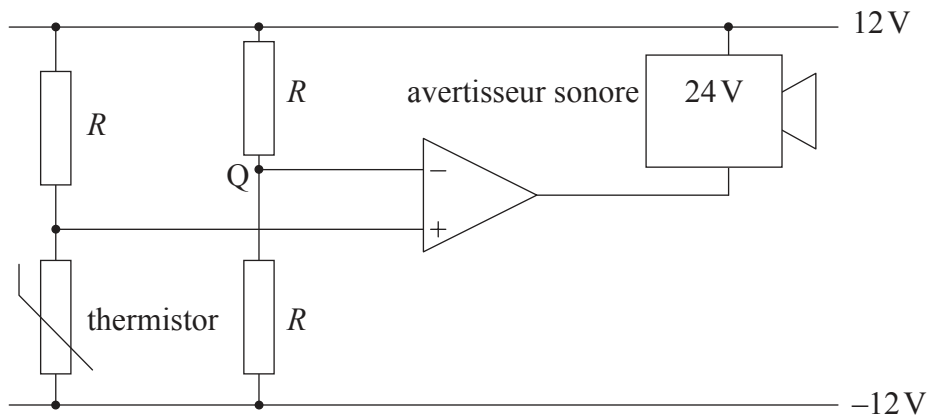 12 V
R
R
avertisseur sonore
24 V
Q
−
+
thermistor
R
−12 V